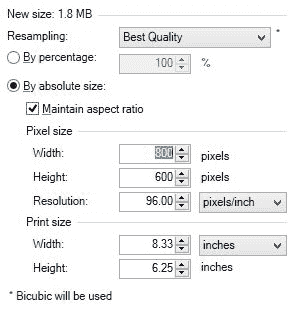 New size: 1.8 MB
Resampling: Best Quality *
By percentage: 100 %
By absolute size:
Maintain aspect ratio
Pixel size
Width: 800 pixels
Height: 600 pixels
Resolution: 96.00 pixels/inch
Print size
Width: 8.33 inches
Height: 6.25 inches
* Bicubic will be used